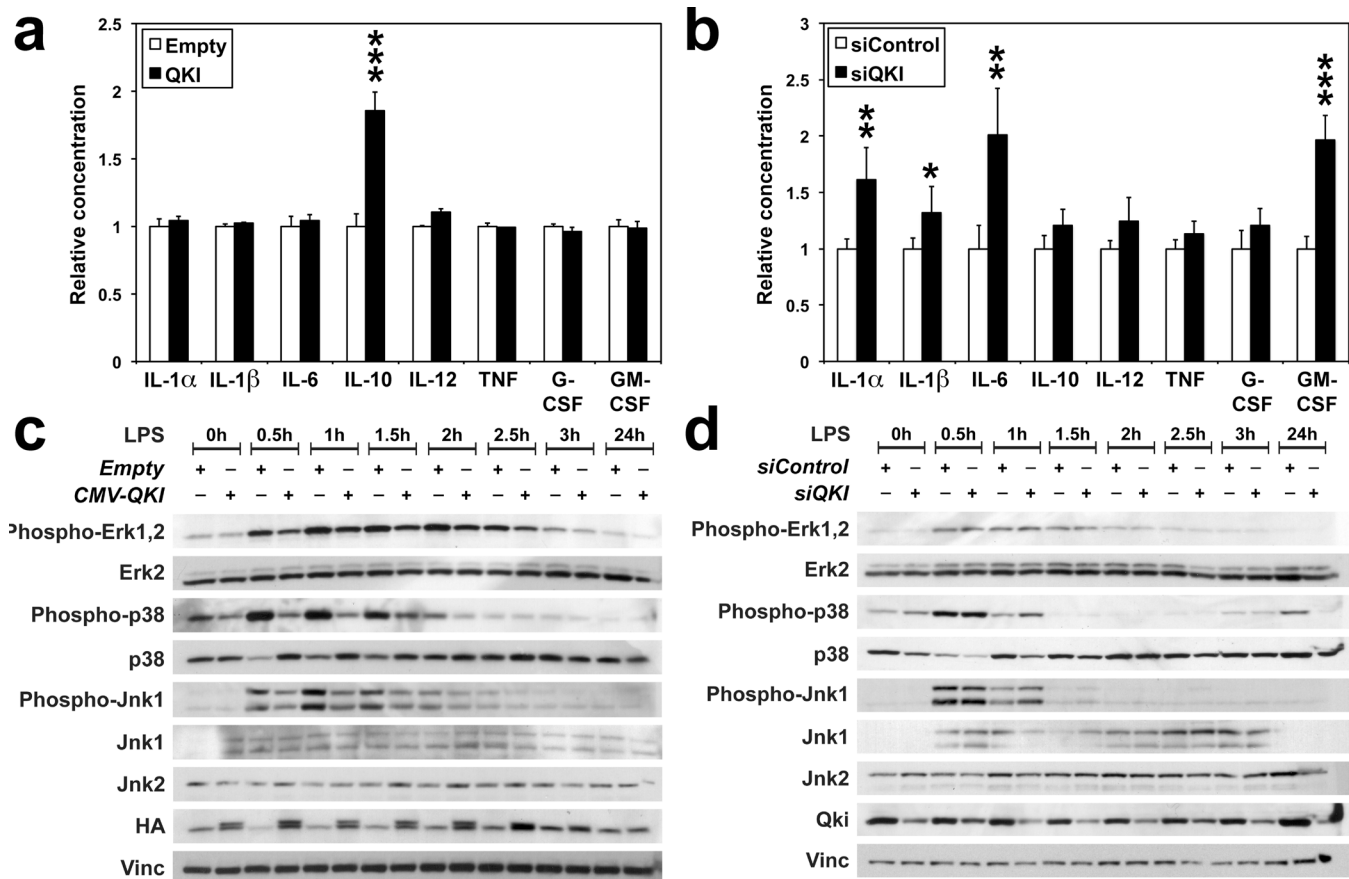 a
2.5
2
1.5
1
0.5
0
Relative concentration
Empty
QKI
***
IL-1α IL-1β IL-6 IL-10 IL-12 TNF G-CSF GM-CSF
b
3
2.5
2
1.5
1
0.5
0
Relative concentration
siControl
siQKI
** * ** ***
IL-1α IL-1β IL-6 IL-10 IL-12 TNF G-CSF GM-CSF
c
LPS 0h 0.5h 1h 1.5h 2h 2.5h 3h 24h
Empty + – + – + – + – + – + – + – + –
CMV-QKI – + – + – + – + – + – + – + – +
Phospho-Erk1,2
Erk2
Phospho-p38
p38
Phospho-Jnk1
Jnk1
Jnk2
HA
Vinc
d
LPS 0h 0.5h 1h 1.5h 2h 2.5h 3h 24h
siControl + – + – + – + – + – + – + – + –
siQKI – + – + – + – + – + – + – + – +
Phospho-Erk1,2
Erk2
Phospho-p38
p38
Phospho-Jnk1
Jnk1
Jnk2
Qki
Vinc